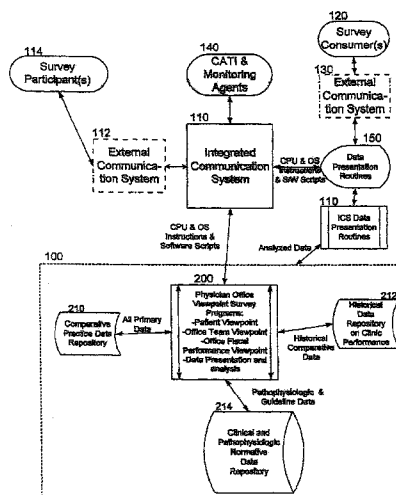 120
Survey
Consumer(s)
114
Survey
Participant(s)
140
CATI &
Monitoring
Agents
130
External
Communica-
tion System
110
Integrated
Communication
System
112
External
Communica-
tion System
150
Data
Presentation
Routines
CPU & OS
Instructions
& S/W Scripts
110
ICS Data
Presentation
Routines
CPU & OS
Instructions &
Software Scripts
Analyzed Data
100
200
Physician Office
Viewpoint Survey
Programs:
-Patient Viewpoint
-Office Team Viewpoint
-Office Fiscal
Performance Viewpoint
-Data Presentation and
analysis
210
Comparative
Practice Data
Repository
All Primary
Data
212
Historical
Data
Repository
on Clinic
Performance
Historical
Comparative
Data
Pathophysiologic &
Guideline Data
214
Clinical and
Pathophysiologic
Normative
Data
Repository